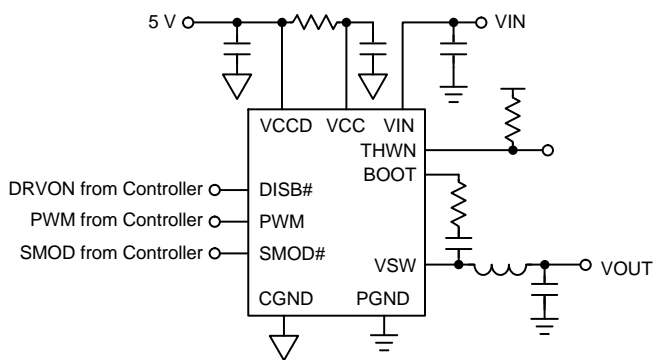 5 V
VIN
VCCD VCC VIN
THWN
BOOT
DRVON from Controller DISB#
PWM from Controller PWM
SMOD from Controller SMOD#
VSW
VOUT
CGND PGND